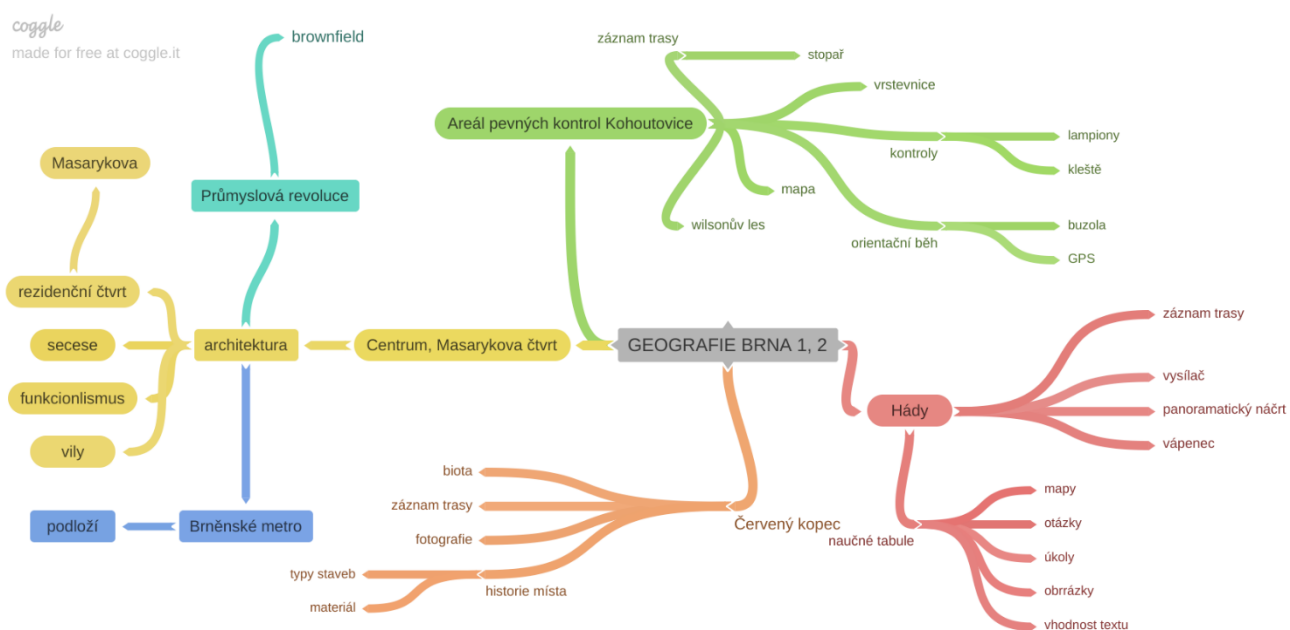 coggle
made for free at coggle.it
brownfield
Průmyslová revoluce
Masarykova
rezidenční čtvrt
secese
funkcionlismus
vily
architektura
Centrum, Masarykova čtvrt
Brněnské metro
podloží
GEOGRAFIE BRNA 1, 2
Areál pevných kontrol Kohoutovice
záznam trasy
stopař
vrstevnice
kontroly
lampiony
kleště
mapa
wilsonův les
orientační běh
buzola
GPS
Hády
záznam trasy
vysílač
panoramatický náčrt
vápenec
naučné tabule
mapy
otázky
úkoly
obrrázky
vhodnost textu
Červený kopec
biota
záznam trasy
fotografie
historie místa
typy staveb
materiál